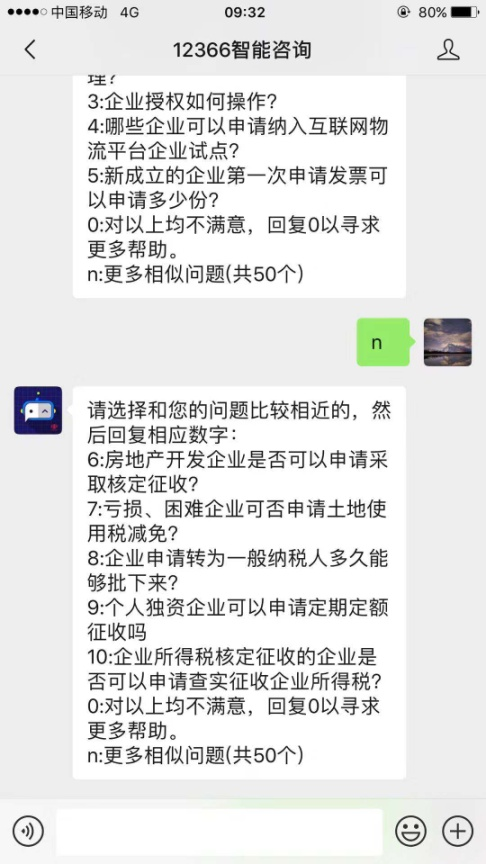 中国移动 4G 09:32 80%
12366智能咨询
理?
3:企业授权如何操作?
4:哪些企业可以申请纳入互联网物
流平台企业试点?
5:新成立的企业第一次申请发票可
以申请多少份?
0:对以上均不满意，回复0以寻求
更多帮助。
n:更多相似问题(共50个)
n
请选择和您的问题比较相近的，然
后回复相应数字：
6:房地产开发企业是否可以申请采
取核定征收?
7:亏损、困难企业可否申请土地使
用税减免?
8:企业申请转为一般纳税人多久能
够批下来?
9:个人独资企业可以申请定期定额
征收吗
10:企业所得税核定征收的企业是
否可以申请查实征收企业所得税?
0:对以上均不满意，回复0以寻求
更多帮助。
n:更多相似问题(共50个)